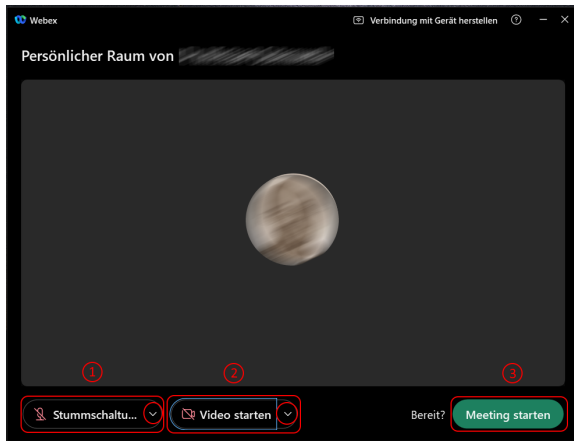 Webex
Verbindung mit Gerät herstellen ?
Persönlicher Raum von
1 2 3
Stummschaltu... Video starten Bereit? Meeting starten